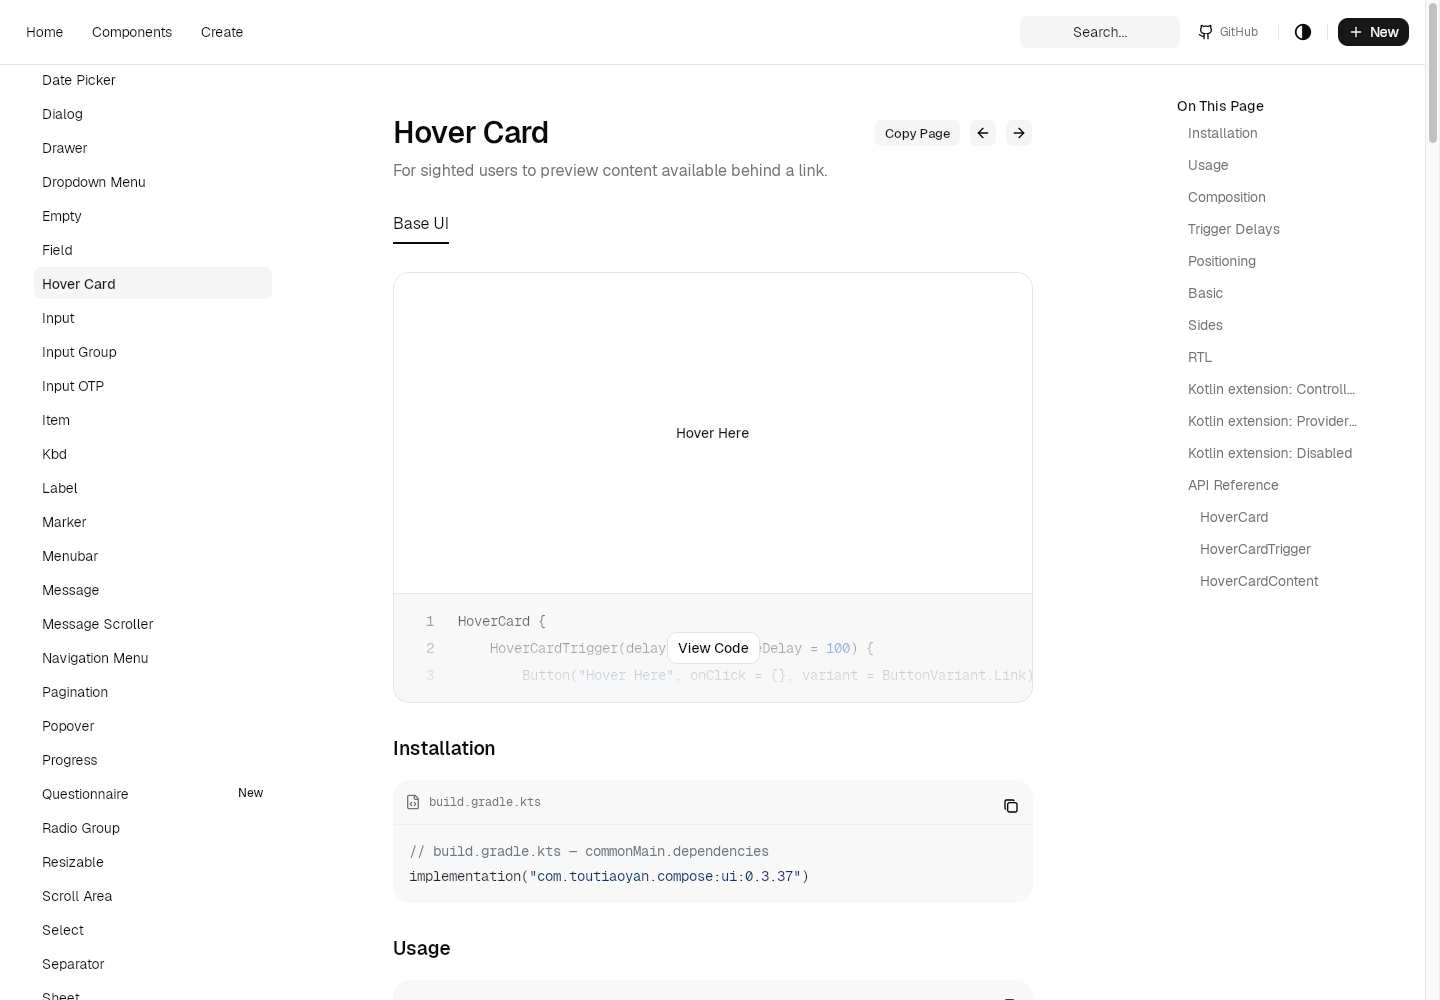 Home
Components
Create
Search...
GitHub
New
Date Picker
Dialog
Drawer
Dropdown Menu
Empty
Field
Hover Card
Input
Input Group
Input OTP
Item
Kbd
Label
Marker
Menubar
Message
Message Scroller
Navigation Menu
Pagination
Popover
Progress
Questionnaire New
Radio Group
Resizable
Scroll Area
Select
Separator
Sheet
Hover Card
Copy Page
For sighted users to preview content available behind a link.
Base UI
Hover Here
1 HoverCard {
2 HoverCardTrigger(delay eDelay = 100) {
View Code
3 Button("Hover Here", onClick = {}, variant = ButtonVariant.Link)
Installation
build.gradle.kts
// build.gradle.kts — commonMain.dependencies
implementation("com.toutiaoyan.compose:ui:0.3.37")
Usage
On This Page
Installation
Usage
Composition
Trigger Delays
Positioning
Basic
Sides
RTL
Kotlin extension: Controll...
Kotlin extension: Provider...
Kotlin extension: Disabled
API Reference
HoverCard
HoverCardTrigger
HoverCardContent